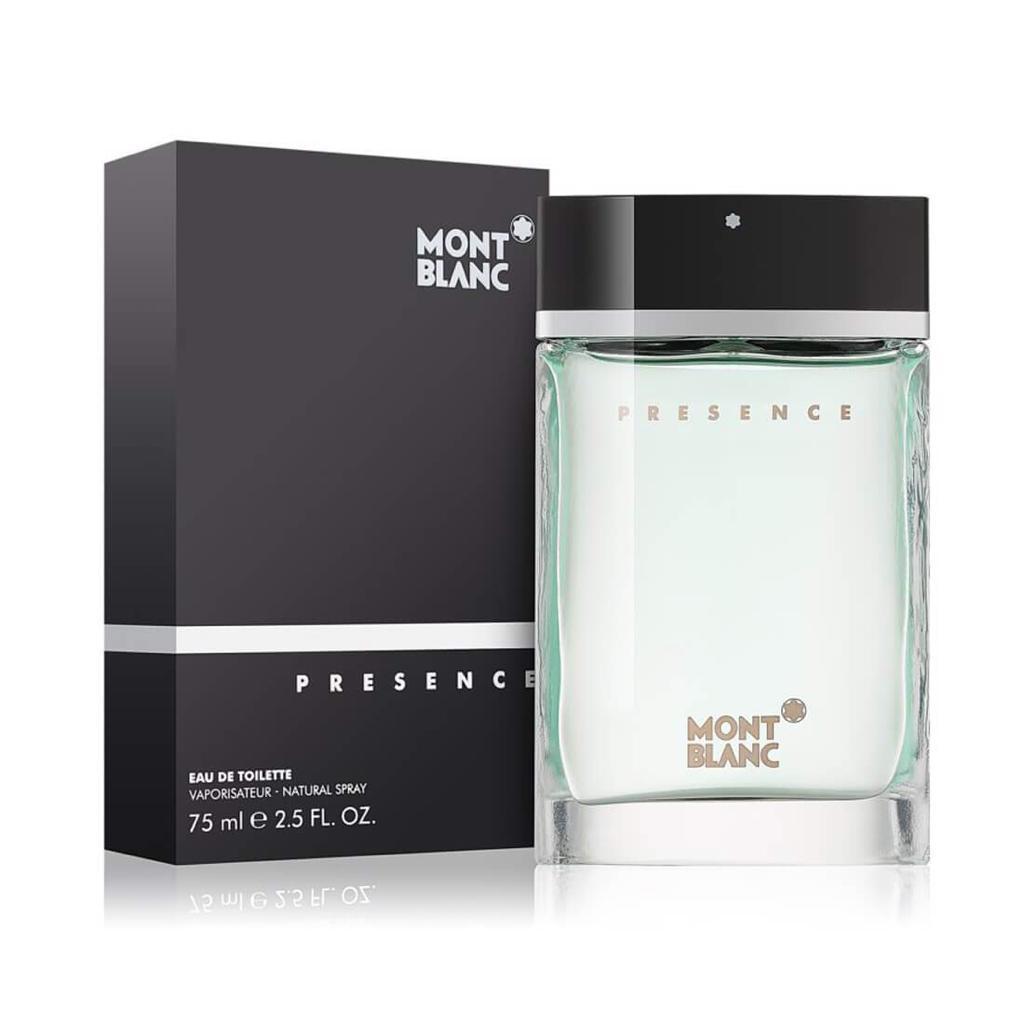 MONT
BLANC
PRESENCE
EAU DE TOILETTE
VAPORISATEUR - NATURAL SPRAY
75 ml e 2.5 FL. OZ.
PRESENCE
MONT
BLANC